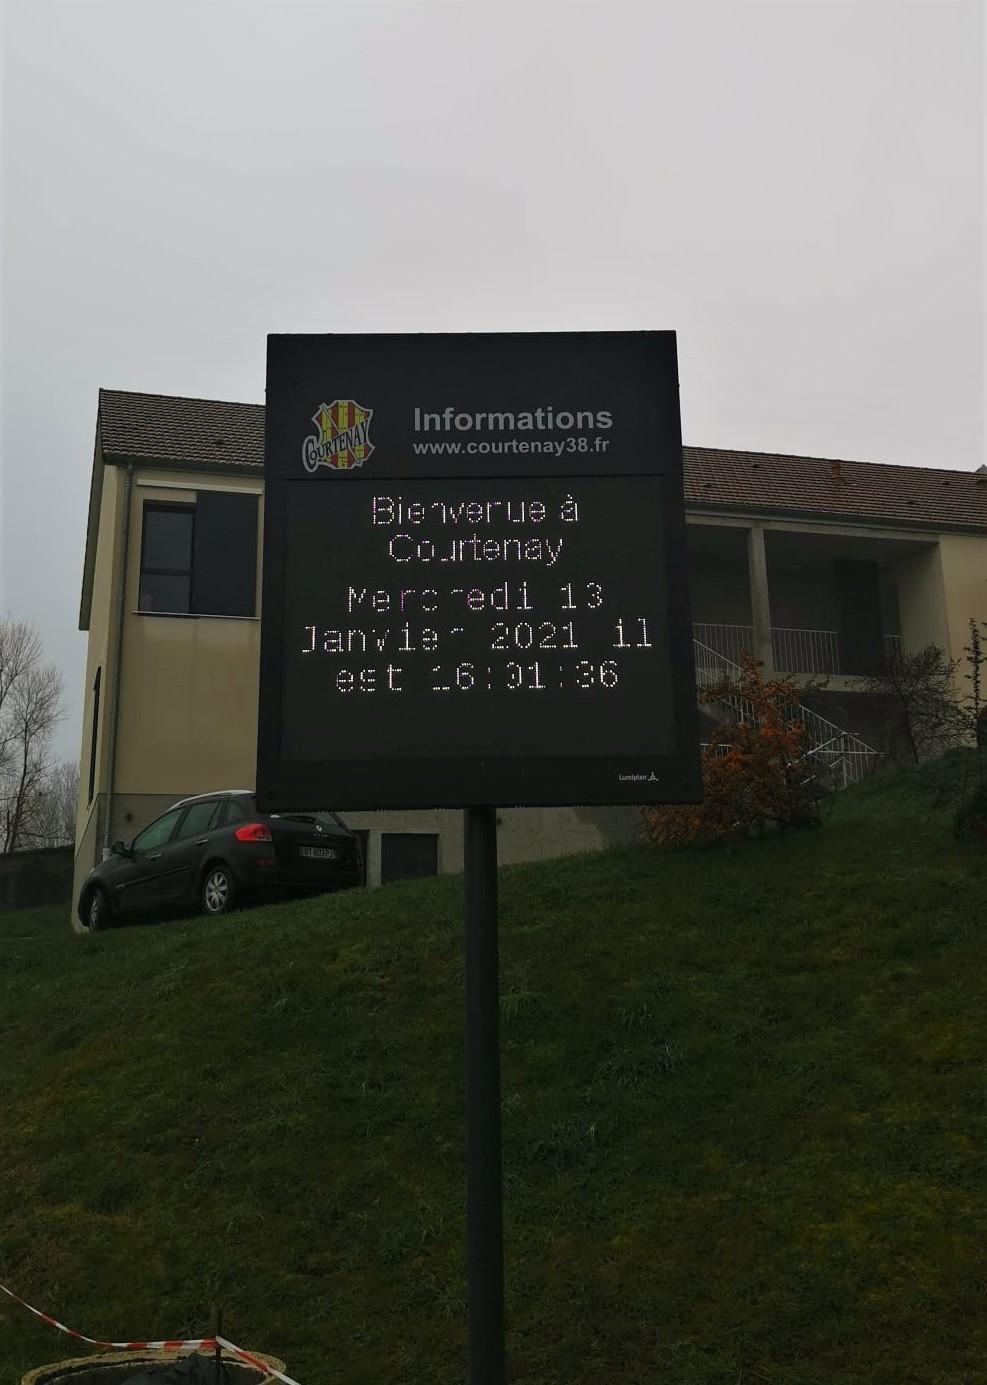 COURTENAY
Informations
www.courtenay38.fr
Bienvenue à
Courtenay
Mercredi 13
Janvier 2021 il
est 16:01:36
Lumiplan